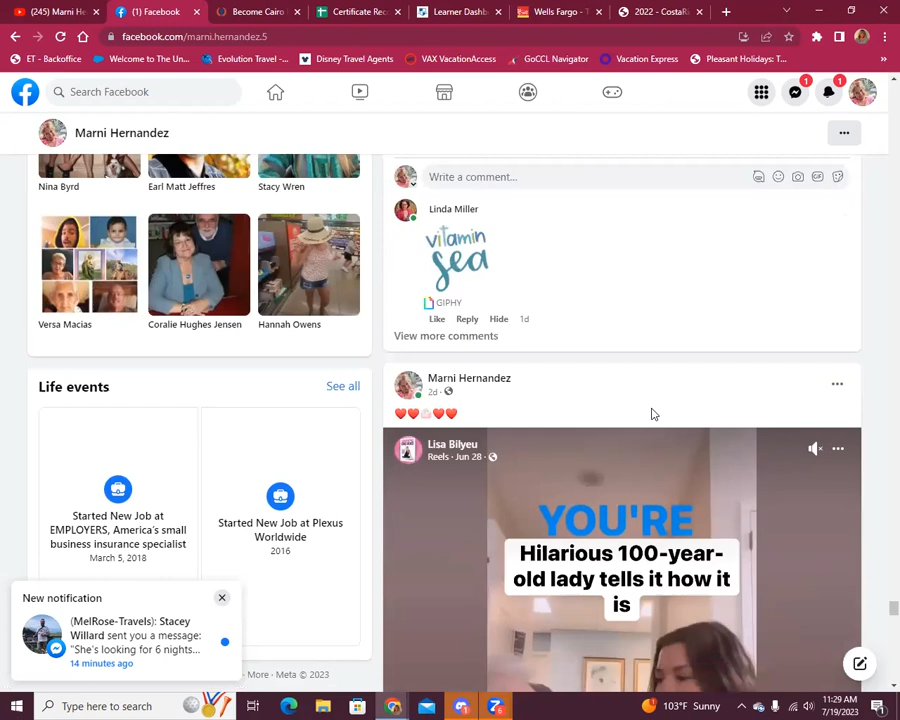 (245) Marni He
(1) Facebook
Become Cairo
Certificate Rec
Learner Dashb
Wells Fargo - T
2022 - CostaR
facebook.com/marni.hernandez.5
ET - Backoffice
Welcome to The Un...
Evolution Travel -...
Disney Travel Agents
VAX VacationAccess
GoCCL Navigator
Vacation Express
Pleasant Holidays: T...
Search Facebook
1
1
Marni Hernandez
Nina Byrd
Earl Matt Jeffres
Stacy Wren
Versa Macias
Coralie Hughes Jensen
Hannah Owens
Life events
See all
Started New Job at
EMPLOYERS, America's small
business insurance specialist
March 5, 2018
Started New Job at Plexus
Worldwide
2016
New notification
(MelRose-Travels): Stacey
Willard sent you a message:
"She's looking for 6 nights...
14 minutes ago
· More · Meta © 2023
Write a comment...
GIF
Linda Miller
vitamin
sea
GIPHY
Like Reply Hide 1d
View more comments
Marni Hernandez
2d ·
Lisa Bilyeu
Reels · Jun 28 ·
YOU'RE
Hilarious 100-year-
old lady tells it how it
is
Type here to search
103°F Sunny
11:29 AM
7/19/2023